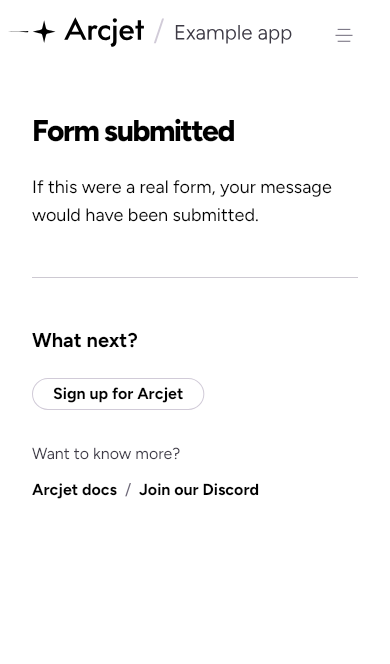 Arcjet / Example app
Form submitted
If this were a real form, your message
would have been submitted.
What next?
Sign up for Arcjet
Want to know more?
Arcjet docs / Join our Discord